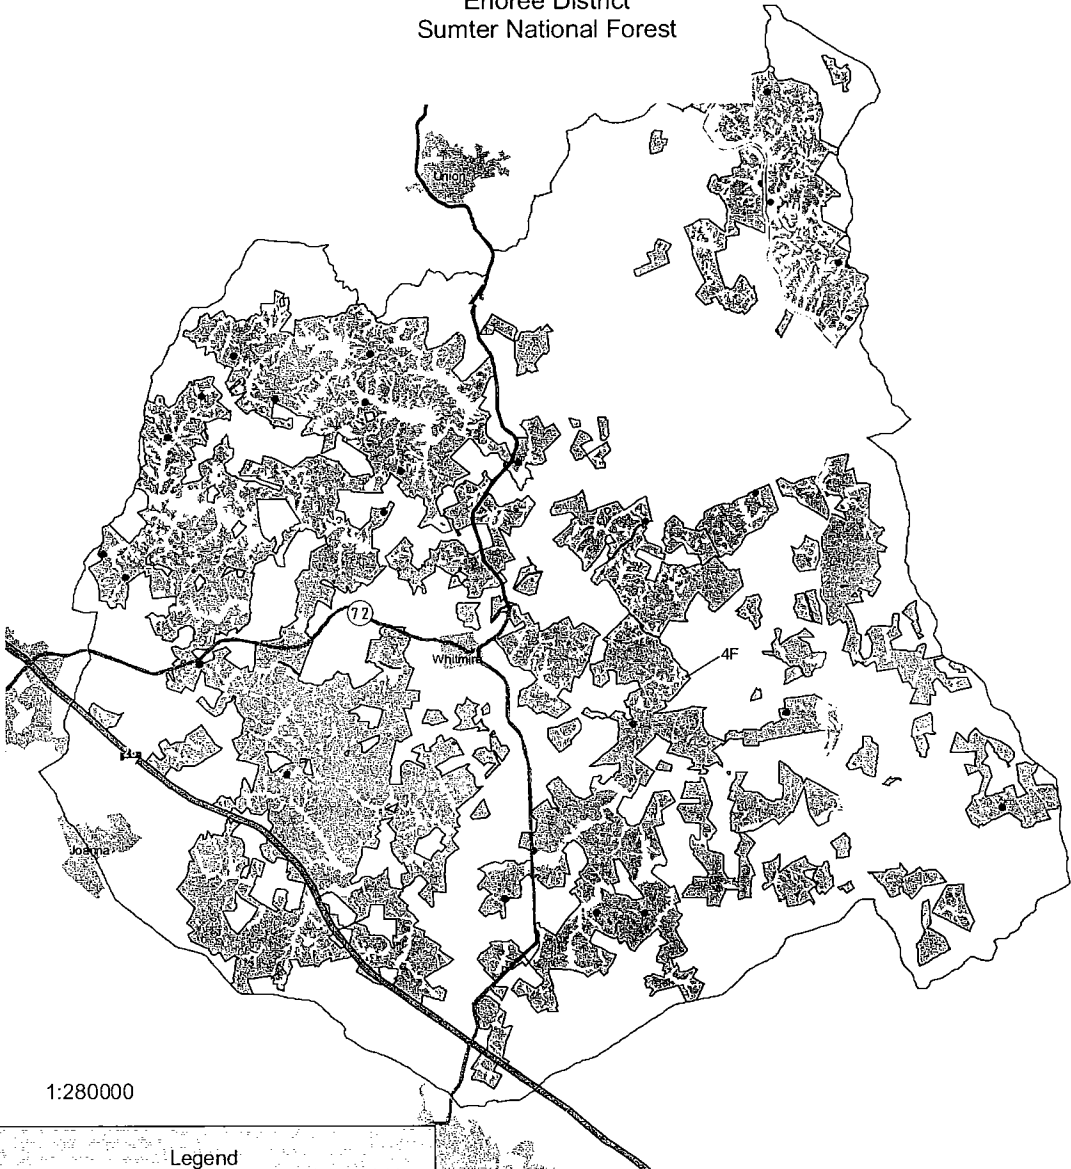 Enoree District
Sumter National Forest
Union
72
Whitmire
4F
Joanna
1:280000
Legend